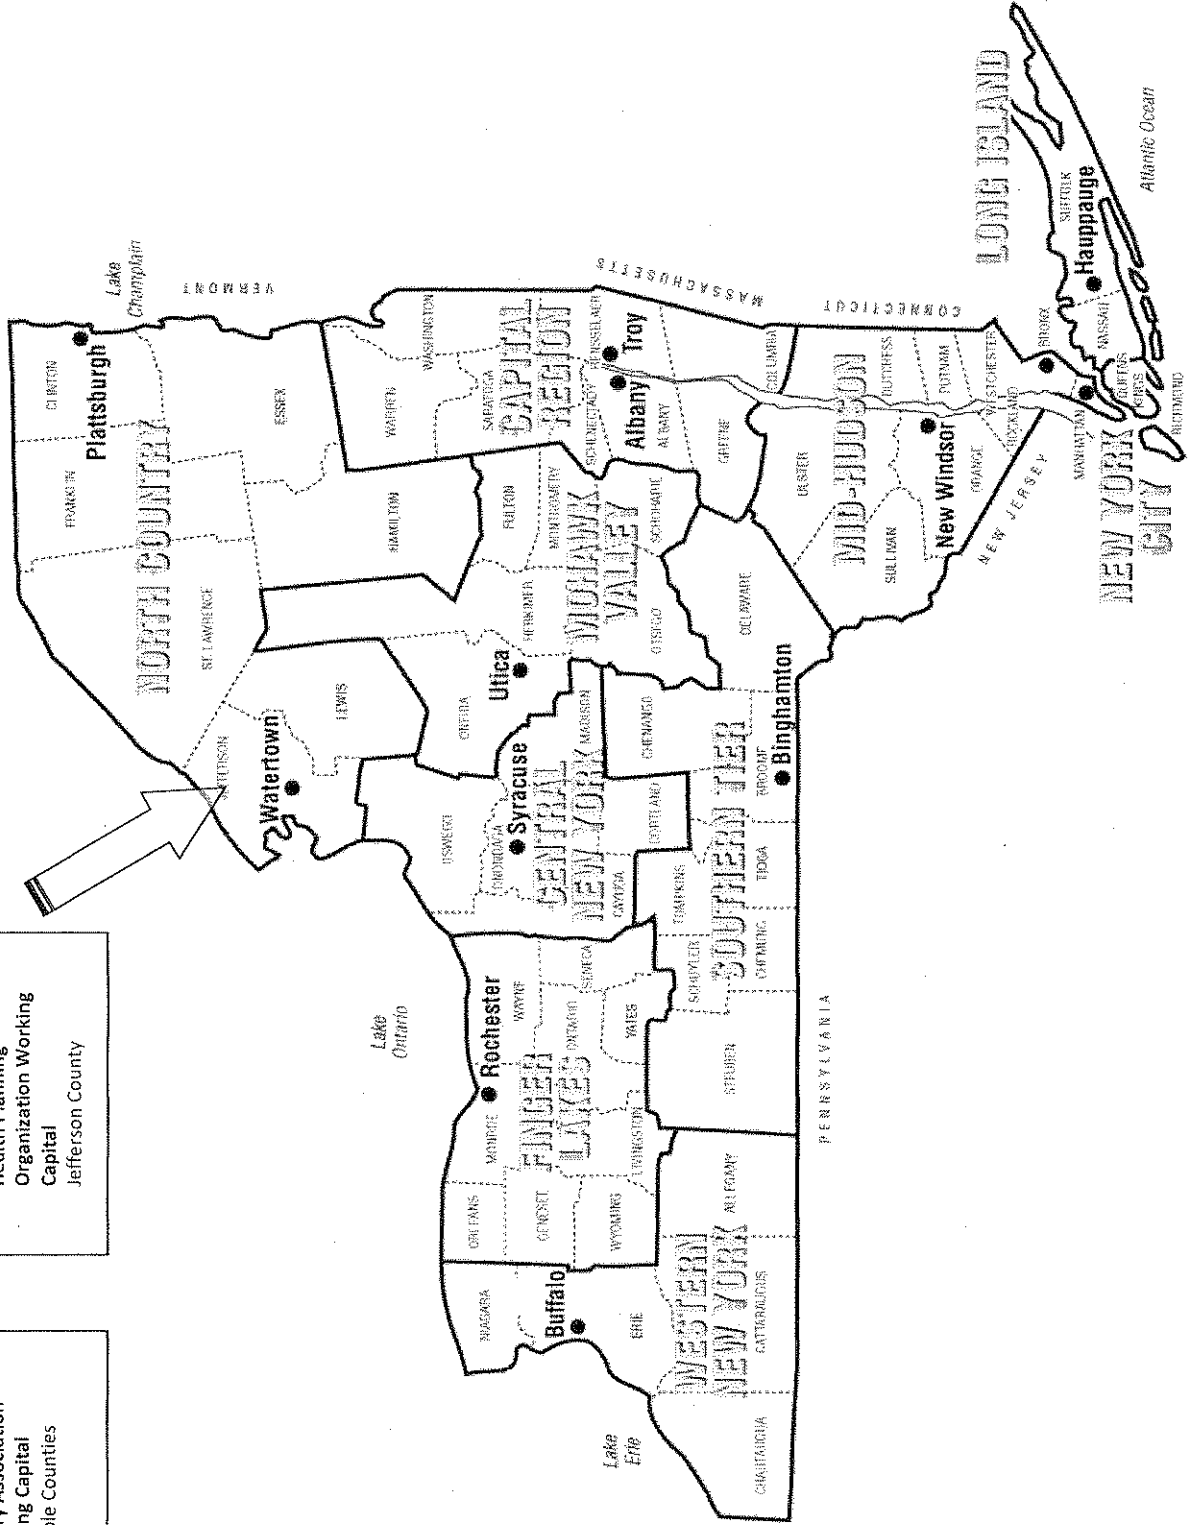 Health Planning
Organization Working
Capital
Jefferson County
ry Association
ng Capital
ple Counties
CLINTON
FRANKLIN
Plattsburgh
Lake
Champlain
NORTH COUNTRY
ST. LAWRENCE
ESSEX
VERMONT
JEFFERSON
Watertown
LEWIS
HAMILTON
WARREN
WASHINGTON
SARATOGA
CAPITAL
REGION
SCHENECTADY
RENSSELAER
Troy
Albany
ALBANY
MASSACHUSETTS
GREENE
COLUMBIA
FULTON
MONTGOMERY
HERKIMER
MOHAWK
VALLEY
SCHOHARIE
OTSEGO
ONEIDA
Utica
OSWEGO
ONONDAGA
Syracuse
CENTRAL
NEW YORK
MADISON
CAYUGA
CORTLAND
Lake
Ontario
Rochester
WAYNE
MONROE
ORLEANS
GENESEE
FINGER
LAKES
ONTARIO
SENECA
YATES
LIVINGSTON
WYOMING
NIAGARA
Buffalo
ERIE
Lake
Erie
WESTERN
NEW YORK
CHAUTAUQUA
CATTARAUGUS
ALLEGANY
STEUBEN
SCHUYLER
TOMPKINS
CHEMUNG
TIOGA
SOUTHERN TIER
BROOME
CHENANGO
Binghamton
DELAWARE
PENNSYLVANIA
ULSTER
SULLIVAN
MID-HUDSON
DUTCHESS
PUTNAM
New Windsor
ORANGE
WESTCHESTER
ROCKLAND
CONNECTICUT
NEW JERSEY
BRONX
MANHATTAN
QUEENS
KINGS
RICHMOND
NEW YORK
CITY
LONG ISLAND
SUFFOLK
Hauppauge
NASSAU
Atlantic Ocean